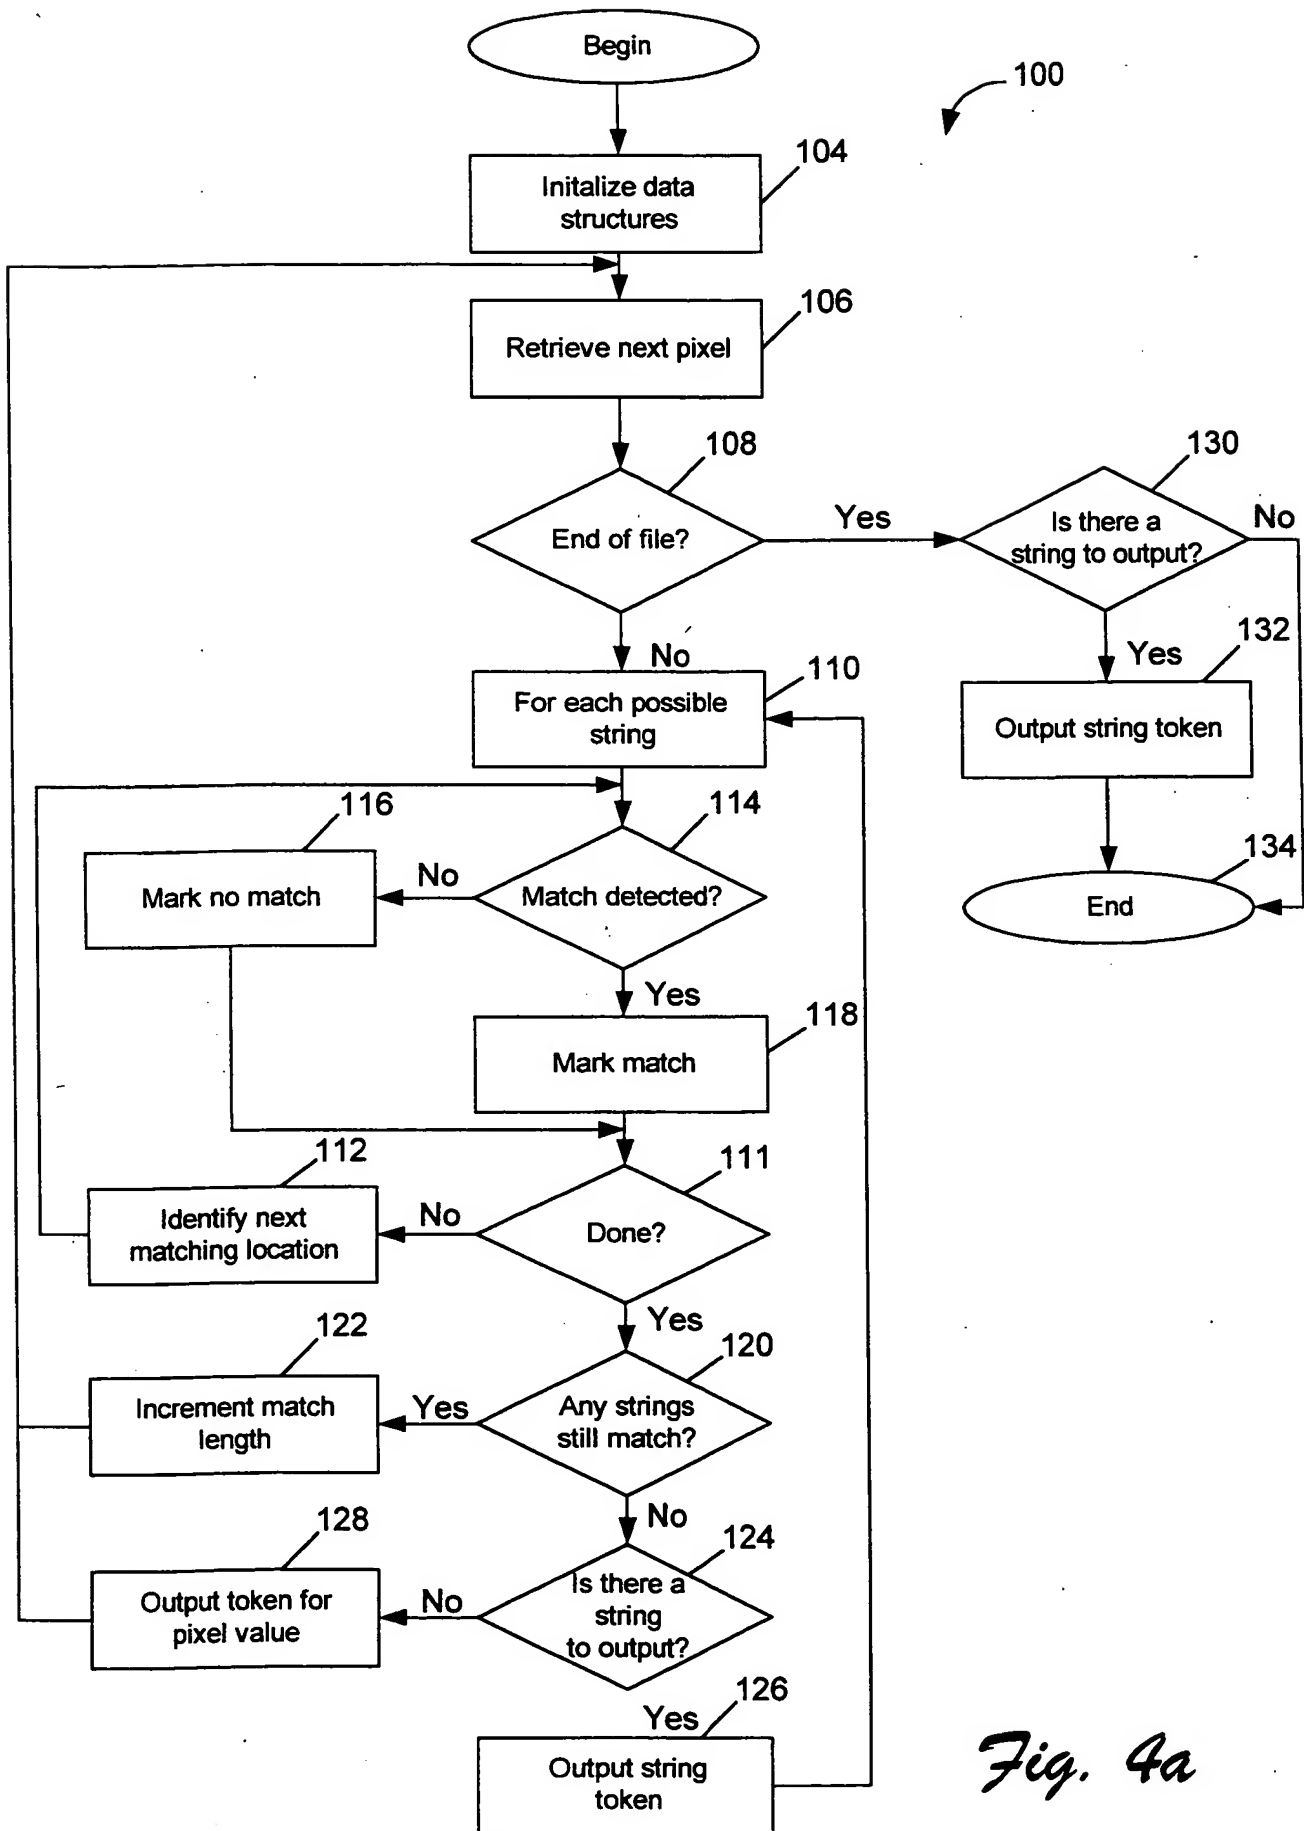 Begin
100
104
Initalize data
structures
106
Retrieve next pixel
108
End of file?
Yes
130
Is there a
string to output?
No
No
110
For each possible
string
Yes
132
Output string token
134
End
116
Mark no match
No
114
Match detected?
Yes
118
Mark match
112
Identify next
matching location
No
111
Done?
Yes
122
Increment match
length
Yes
120
Any strings
still match?
No
128
Output token for
pixel value
No
124
Is there a
string
to output?
Yes
126
Output string
token
Fig. 4a